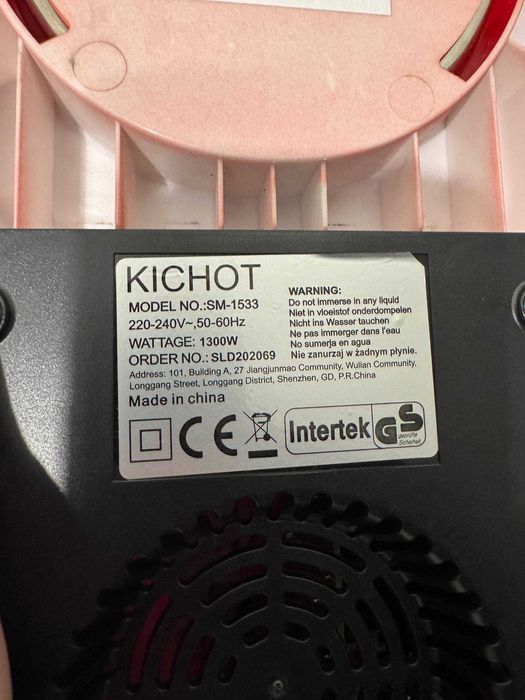 KICHOT
MODEL NO.:SM-1533
220-240V~,50-60Hz
WATTAGE: 1300W
ORDER NO.: SLD202069
WARNING:
Do not immerse in any liquid
Niet in vloeistof onderdompelen
Nicht ins Wasser tauchen
Ne pas immerger dans l'eau
No sumerja en agua
Nie zanurzaj w żadnym płynie.
Address: 101, Building A, 27 Jiangjunmao Community, Wulian Community,
Longgang Street, Longgang District, Shenzhen, GD, P.R.China
Made in china
CE
Intertek
GS
geprüfte
Sicherheit